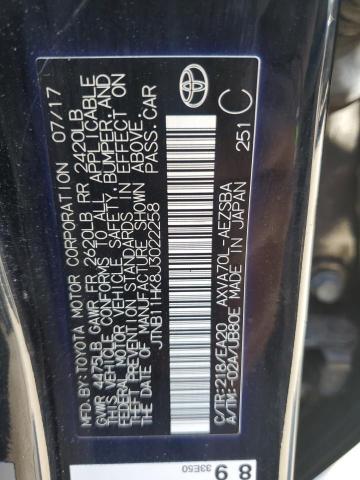 MFD.BY:TOYOTA MOTOR CORPORATION 07/17
GVWR 4475LB GAWR FR 2620LB RR 2420LB
THIS VEHICLE CONFORMS TO ALL APPLICABLE
FEDERAL MOTOR VEHICLE SAFETY, BUMPER, AND
THEFT PREVENTION STANDARDS IN EFFECT ON
THE DATE OF MANUFACTURE SHOWN ABOVE.
JTNB11HK8J3022258 PASS.CAR
C/TR:218/EA20 AXVA70L-AEZSBA
A/TM:-02A/UB80E MADE IN JAPAN
251
C
TOYOTA
89
33E50